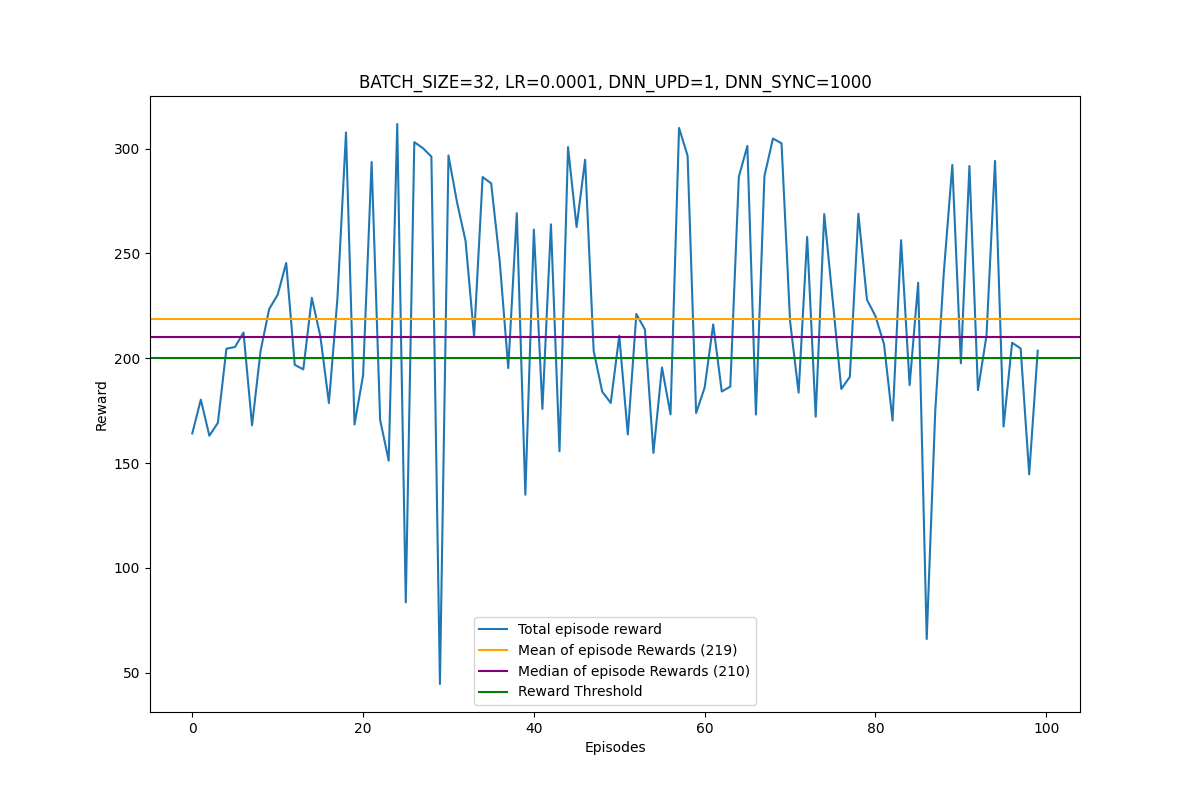 BATCH_SIZE=32, LR=0.0001, DNN_UPD=1, DNN_SYNC=1000
300
250
200
150
100
50
Reward
Total episode reward
Mean of episode Rewards (219)
Median of episode Rewards (210)
Reward Threshold
0 20 40 60 80 100
Episodes